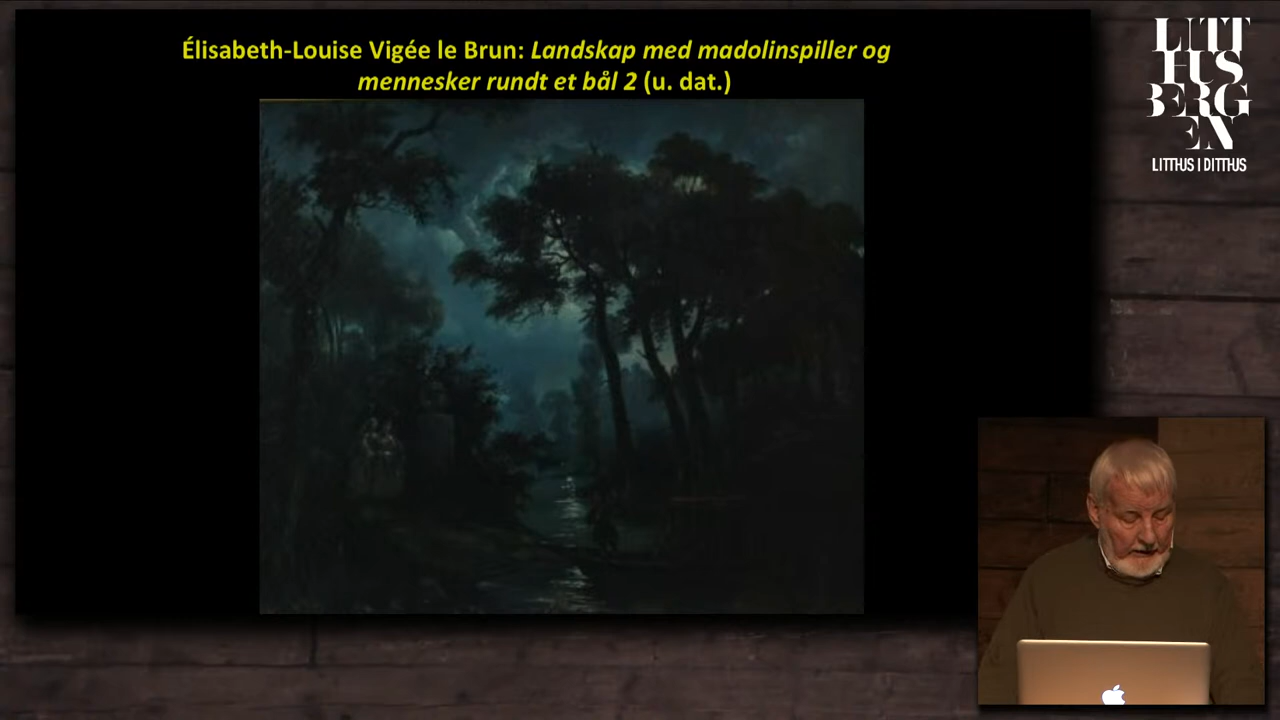 Élisabeth-Louise Vigée le Brun: Landskap med madolinspiller og
mennesker rundt et bål 2 (u. dat.)
LITT
HUS
BERG
EN
LITTHUS I DITTHUS